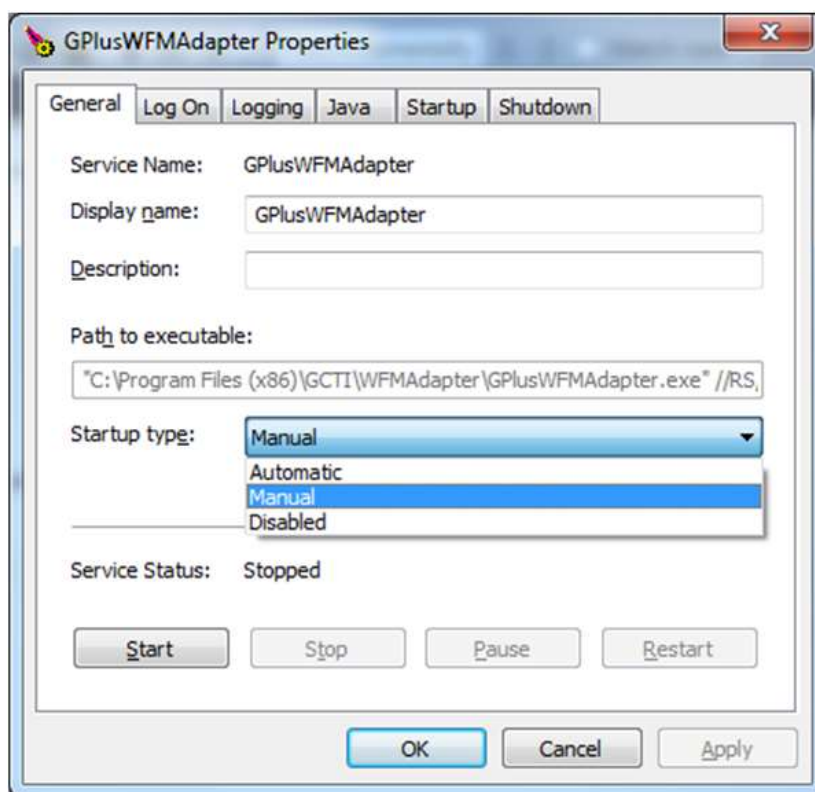 GPlusWFMAdapter Properties
General Log On Logging Java Startup Shutdown
Service Name: GPlusWFMAdapter
Display name: GPlusWFMAdapter
Description:
Path to executable:
"C:\Program Files (x86)\GCTI\WFMAdapter\GPlusWFMAdapter.exe" //RS,
Startup type: Manual
Automatic
Manual
Disabled
Service Status: Stopped
Start Stop Pause Restart
OK Cancel Apply